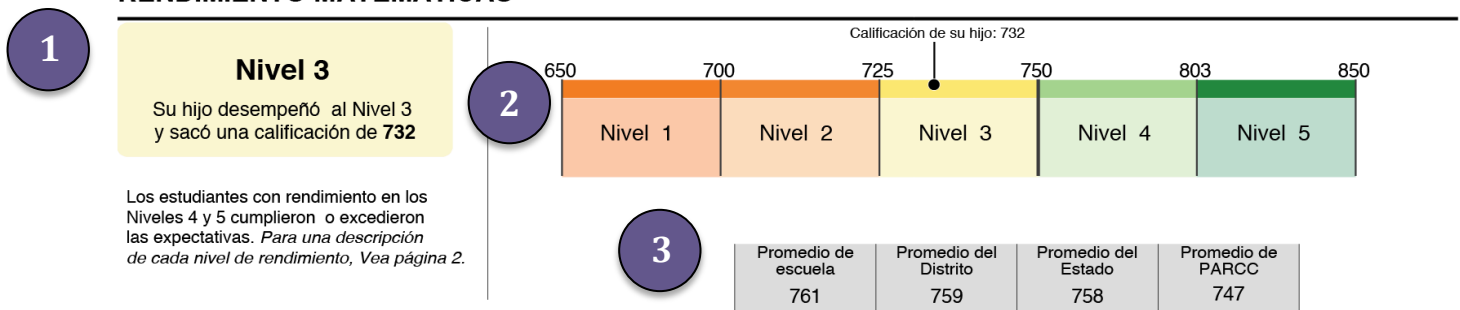 RENDIMIENTO MATEMÁTICAS
1
Nivel 3
Su hijo desempeñó al Nivel 3
y sacó una calificación de 732
Los estudiantes con rendimiento en los
Niveles 4 y 5 cumplieron o excedieron
las expectativas. Para una descripción
de cada nivel de rendimiento, Vea página 2.
2
Calificación de su hijo: 732
650 700 725 750 803 850
Nivel 1 Nivel 2 Nivel 3 Nivel 4 Nivel 5
3
Promedio de escuela
761
Promedio del Distrito
759
Promedio del Estado
758
Promedio de PARCC
747